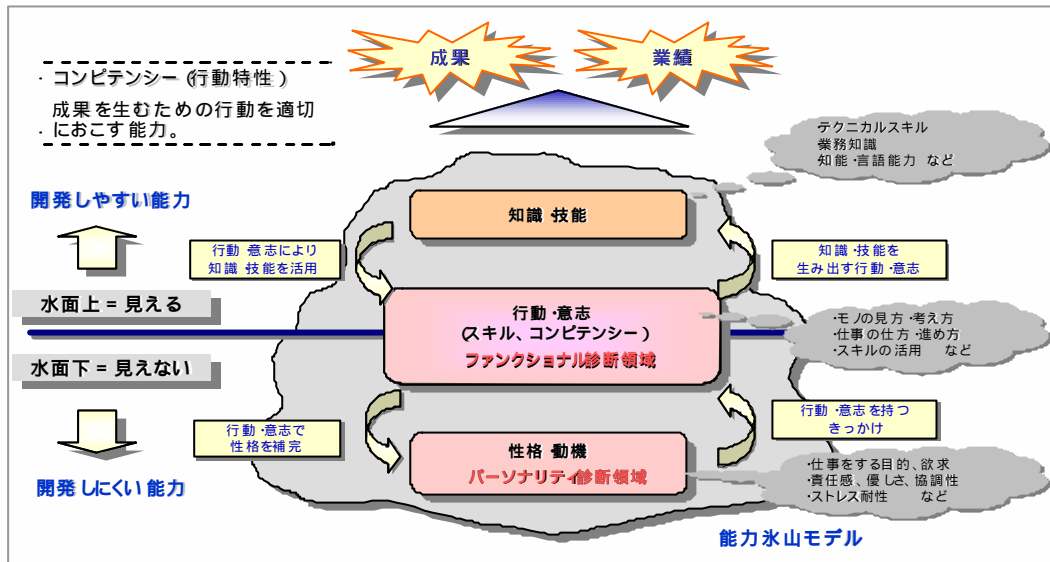 成果
業績
・コンピテンシー(行動特性)
成果を生むための行動を適切
・におこす能力。
・テクニカルスキル
・業務知識
・知能・言語能力 など
開発しやすい能力
知識・技能
行動・意志により
知識・技能を活用
知識・技能を
生み出す行動・意志
水面上=見える
行動・意志
(スキル、コンピテンシー)
ファンクショナル診断領域
・モノの見方・考え方
・仕事の仕方・進め方
・スキルの活用 など
水面下=見えない
行動・意志で
性格を補完
行動・意志を持つ
きっかけ
性格・動機
パーソナリティ診断領域
・仕事をする目的、欲求
・責任感、優しさ、協調性
・ストレス耐性 など
開発しにくい能力
能力氷山モデル